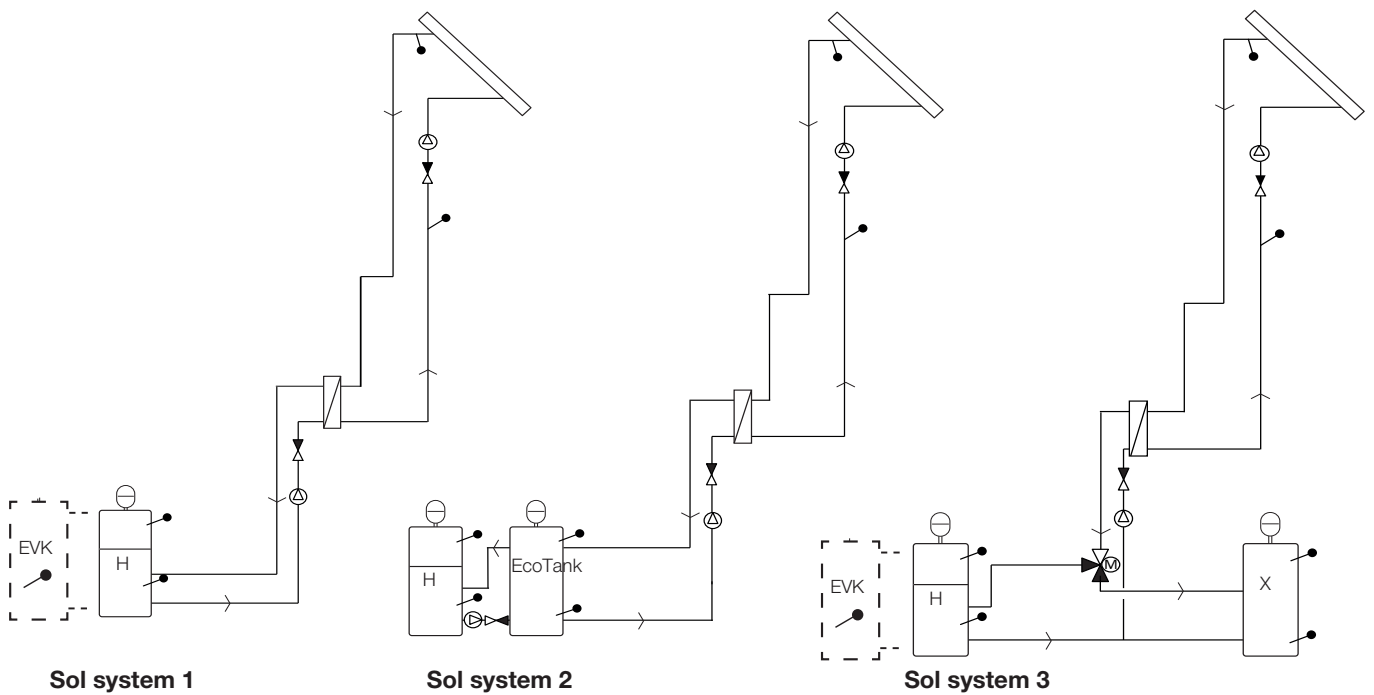 EVK
H
Sol system 1
H
EcoTank
Sol system 2
EVK
H
M
X
Sol system 3